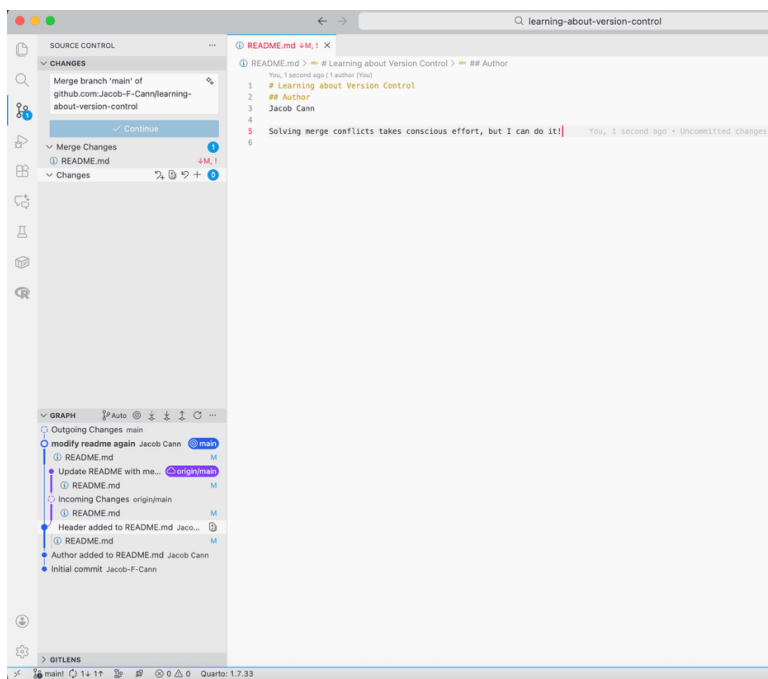 learning-about-version-control
SOURCE CONTROL
README.md ↓M, !
CHANGES
README.md > # Learning about Version Control > ## Author
Merge branch 'main' of
github.com:Jacob-F-Cann/learning-
about-version-control
Continue
Merge Changes 1
README.md ↓M, !
Changes 0
You, 1 second ago | 1 author (You)
1 # Learning about Version Control
2 ## Author
3 Jacob Cann
4
5 Solving merge conflicts takes conscious effort, but I can do it! You, 1 second ago • Uncommitted changes
6
GRAPH Auto
Outgoing Changes main
modify readme again Jacob Cann main
README.md M
Update README with me... origin/main
README.md M
Incoming Changes origin/main
README.md M
Header added to README.md Jaco...
README.md M
Author added to README.md Jacob Cann
Initial commit Jacob-F-Cann
GITLENS
main! 1↓ 1↑ 0 0 Quarto: 1.7.33